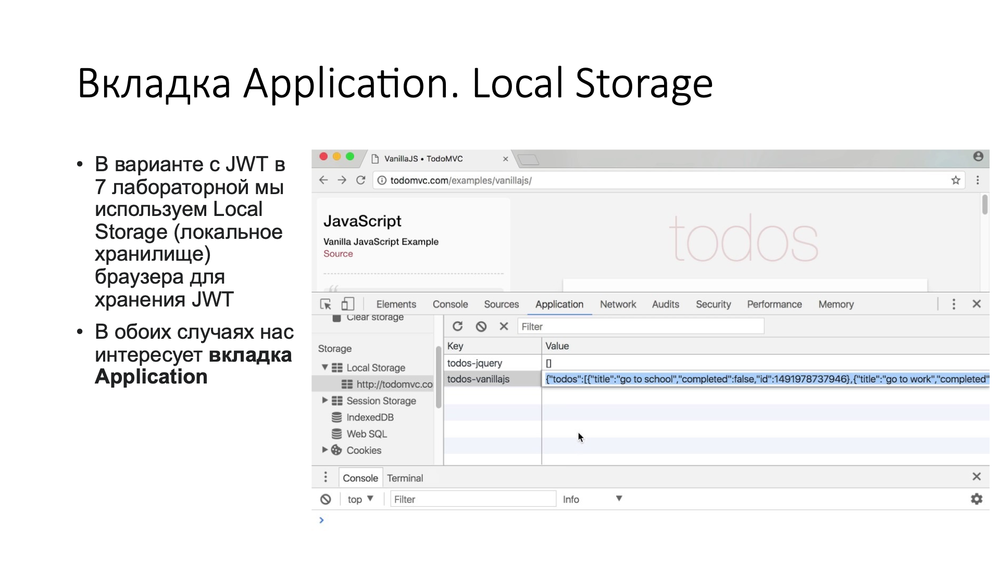 Вкладка Application. Local Storage
• В варианте с JWT в
7 лабораторной мы
используем Local
Storage (локальное
хранилище)
браузера для
хранения JWT
• В обоих случаях нас
интересует вкладка
Application
VanillaJS • TodoMVC
todomvc.com/examples/vanillajs/
JavaScript
Vanilla JavaScript Example
Source
todos
Elements Console Sources Application Network Audits Security Performance Memory
Clear storage
Filter
Storage
Key Value
Local Storage
todos-jquery []
http://todomvc.co
todos-vanillajs {"todos":[{"title":"go to school","completed":false,"id":1491978737946},{"title":"go to work","completed"
Session Storage
IndexedDB
Web SQL
Cookies
Console Terminal
top Filter Info